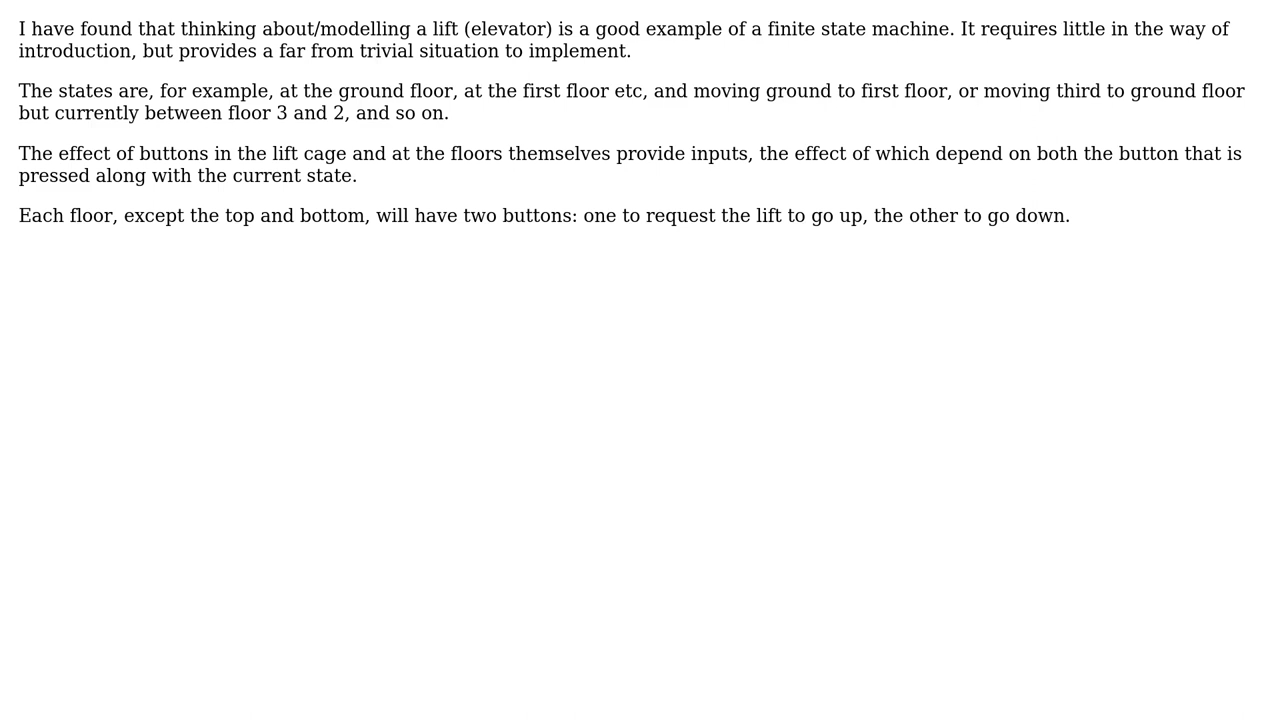 I have found that thinking about/modelling a lift (elevator) is a good example of a finite state machine. It requires little in the way of
introduction, but provides a far from trivial situation to implement.
The states are, for example, at the ground floor, at the first floor etc, and moving ground to first floor, or moving third to ground floor
but currently between floor 3 and 2, and so on.
The effect of buttons in the lift cage and at the floors themselves provide inputs, the effect of which depend on both the button that is
pressed along with the current state.
Each floor, except the top and bottom, will have two buttons: one to request the lift to go up, the other to go down.